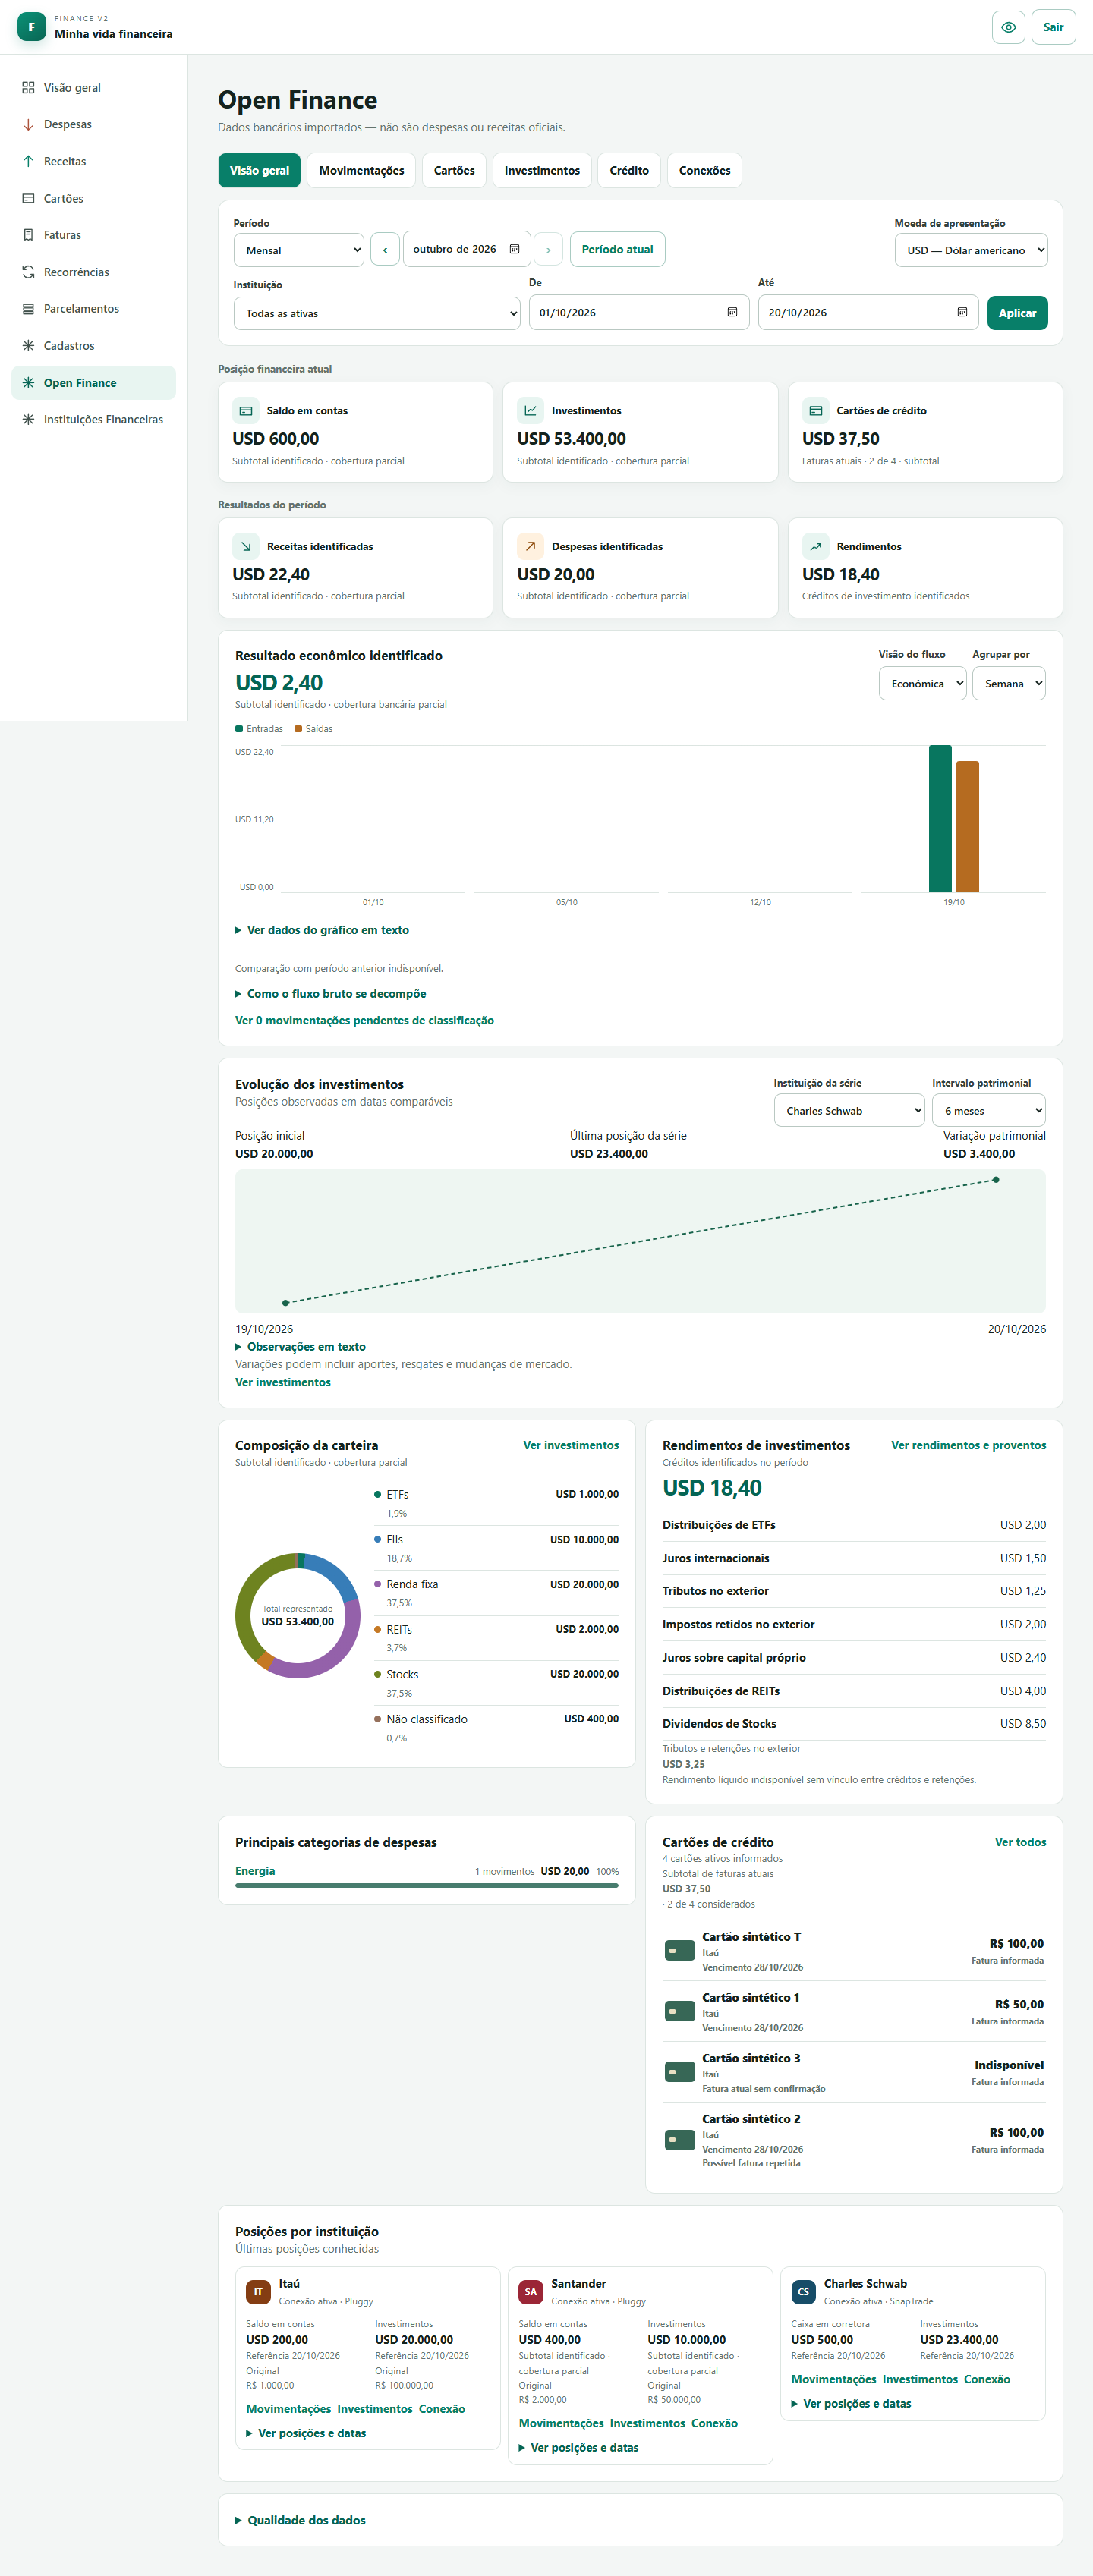 F
FINANCE V2
Minha vida financeira
Sair
Visão geral
Despesas
Receitas
Cartões
Faturas
Recorrências
Parcelamentos
Cadastros
Open Finance
Instituições Financeiras
Open Finance
Dados bancários importados — não são despesas ou receitas oficiais.
Visão geral
Movimentações
Cartões
Investimentos
Crédito
Conexões
Período
Moeda de apresentação
Mensal
‹
outubro de 2026
›
Período atual
USD — Dólar americano
Instituição
De
Até
Todas as ativas
01/10/2026
20/10/2026
Aplicar
Posição financeira atual
Saldo em contas
USD 600,00
Subtotal identificado · cobertura parcial
Investimentos
USD 53.400,00
Subtotal identificado · cobertura parcial
Cartões de crédito
USD 37,50
Faturas atuais · 2 de 4 · subtotal
Resultados do período
Receitas identificadas
USD 22,40
Subtotal identificado · cobertura parcial
Despesas identificadas
USD 20,00
Subtotal identificado · cobertura parcial
Rendimentos
USD 18,40
Créditos de investimento identificados
Resultado econômico identificado
USD 2,40
Subtotal identificado · cobertura bancária parcial
Visão do fluxo
Agrupar por
Econômica
Semana
Entradas
Saídas
USD 22,40
USD 11,20
USD 0,00
01/10
05/10
12/10
19/10
Ver dados do gráfico em texto
Comparação com período anterior indisponível.
Como o fluxo bruto se decompõe
Ver 0 movimentações pendentes de classificação
Evolução dos investimentos
Posições observadas em datas comparáveis
Instituição da série
Intervalo patrimonial
Charles Schwab
6 meses
Posição inicial
USD 20.000,00
Última posição da série
USD 23.400,00
Variação patrimonial
USD 3.400,00
19/10/2026
20/10/2026
Observações em texto
Variações podem incluir aportes, resgates e mudanças de mercado.
Ver investimentos
Composição da carteira
Ver investimentos
Subtotal identificado · cobertura parcial
Total representado
USD 53.400,00
ETFs
USD 1.000,00
1,9%
FIIs
USD 10.000,00
18,7%
Renda fixa
USD 20.000,00
37,5%
REITs
USD 2.000,00
3,7%
Stocks
USD 20.000,00
37,5%
Não classificado
USD 400,00
0,7%
Rendimentos de investimentos
Ver rendimentos e proventos
Créditos identificados no período
USD 18,40
Distribuições de ETFs
USD 2,00
Juros internacionais
USD 1,50
Tributos no exterior
USD 1,25
Impostos retidos no exterior
USD 2,00
Juros sobre capital próprio
USD 2,40
Distribuições de REITs
USD 4,00
Dividendos de Stocks
USD 8,50
Tributos e retenções no exterior
USD 3,25
Rendimento líquido indisponível sem vínculo entre créditos e retenções.
Principais categorias de despesas
Energia
1 movimentos USD 20,00 100%
Cartões de crédito
Ver todos
4 cartões ativos informados
Subtotal de faturas atuais
USD 37,50
· 2 de 4 considerados
Cartão sintético T
Itaú
Vencimento 28/10/2026
R$ 100,00
Fatura informada
Cartão sintético 1
Itaú
Vencimento 28/10/2026
R$ 50,00
Fatura informada
Cartão sintético 3
Itaú
Fatura atual sem confirmação
Indisponível
Fatura informada
Cartão sintético 2
Itaú
Vencimento 28/10/2026
Possível fatura repetida
R$ 100,00
Fatura informada
Posições por instituição
Últimas posições conhecidas
IT
Itaú
Conexão ativa · Pluggy
Saldo em contas
USD 200,00
Referência 20/10/2026
Original
R$ 1.000,00
Investimentos
USD 20.000,00
Referência 20/10/2026
Original
R$ 100.000,00
Movimentações Investimentos Conexão
Ver posições e datas
SA
Santander
Conexão ativa · Pluggy
Saldo em contas
USD 400,00
Subtotal identificado ·
cobertura parcial
Original
R$ 2.000,00
Investimentos
USD 10.000,00
Subtotal identificado ·
cobertura parcial
Original
R$ 50.000,00
Movimentações Investimentos Conexão
Ver posições e datas
CS
Charles Schwab
Conexão ativa · SnapTrade
Caixa em corretora
USD 500,00
Referência 20/10/2026
Investimentos
USD 23.400,00
Referência 20/10/2026
Movimentações Investimentos Conexão
Ver posições e datas
Qualidade dos dados